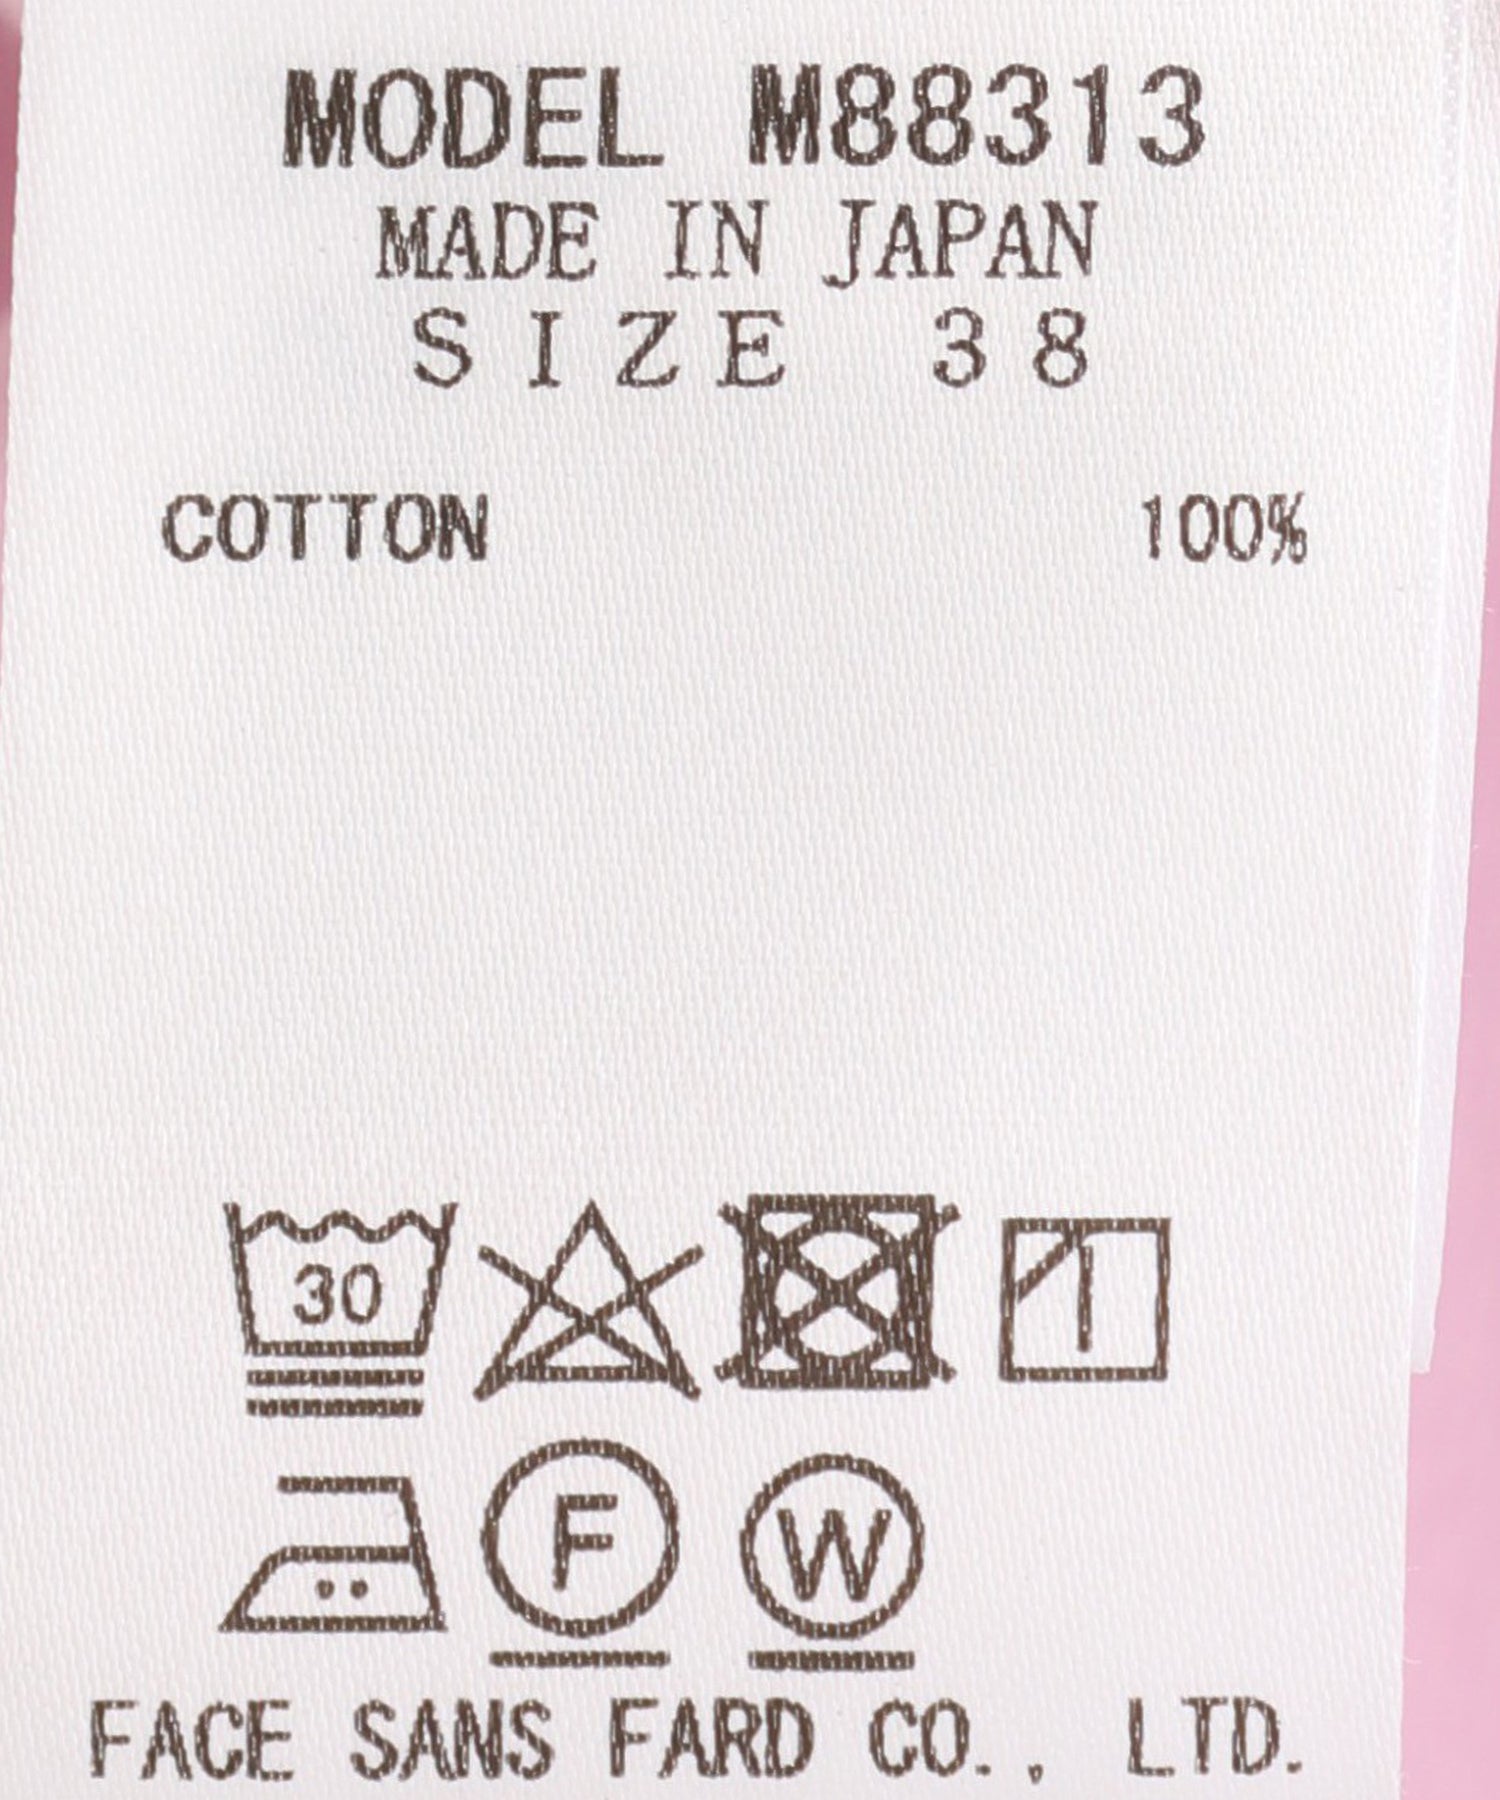 MODEL M88313
MADE IN JAPAN
SIZE 38
COTTON 100%
30
F W
FACE SANS FARD CO., LTD.